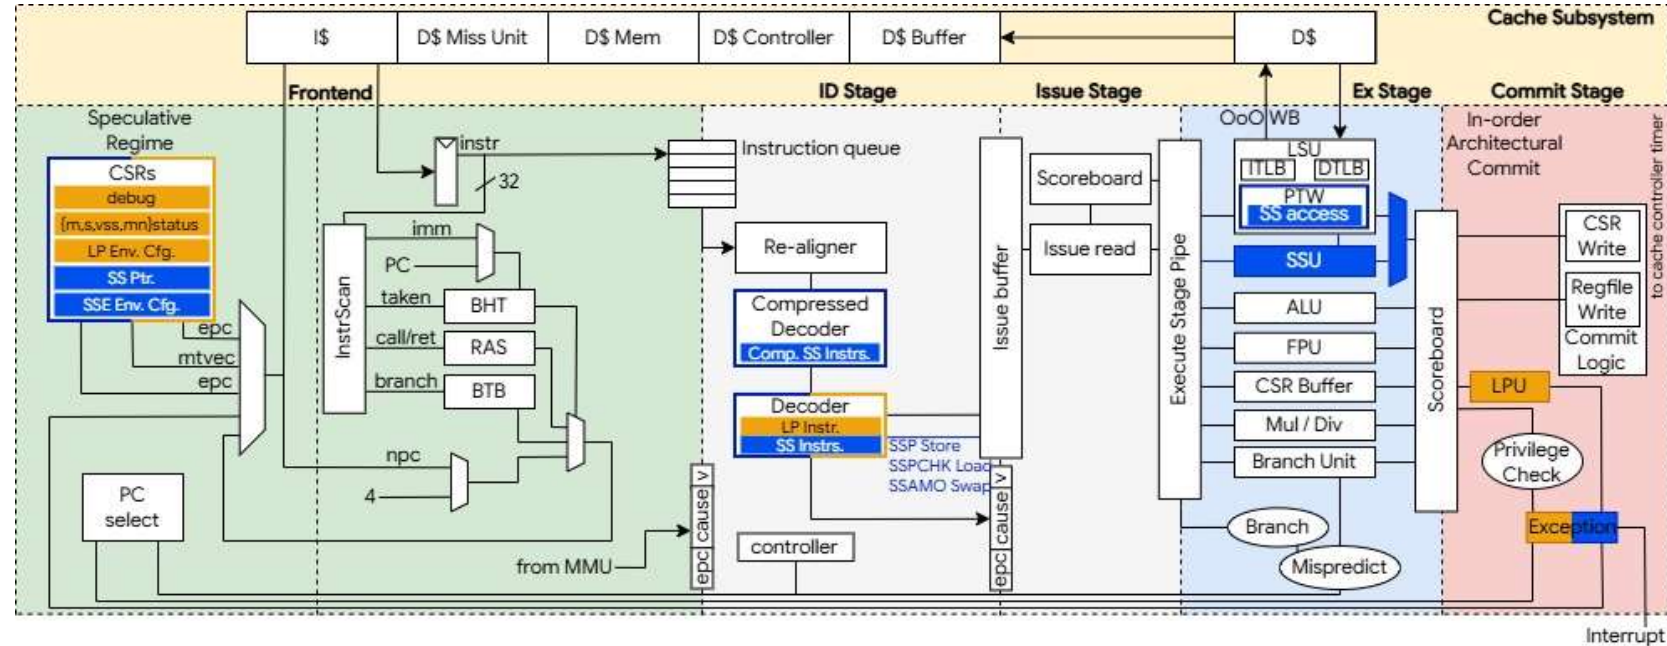 Cache Subsystem
I$
D$ Miss Unit
D$ Mem
D$ Controller
D$ Buffer
D$
Frontend
ID Stage
Issue Stage
Ex Stage
Commit Stage
Speculative
Regime
CSRs
debug
{m,s,vss,mn}status
LP Env. Cfg.
SS Ptr.
SSE Env. Cfg.
epc
mtvec
epc
PC
select
instr
32
InstrScan
imm
PC
taken
BHT
call/ret
RAS
branch
BTB
npc
4
from MMU
Instruction queue
Re-aligner
Compressed
Decoder
Comp. SS Instrs.
Decoder
LP Instr.
SS Instrs.
SSP Store
SSPCHK Load
SSAMO Swap
epc cause v
controller
epc cause v
Issue buffer
Scoreboard
Issue read
Execute Stage Pipe
OoO WB
LSU
ITLB
DTLB
PTW
SS access
SSU
ALU
FPU
CSR Buffer
Mul / Div
Branch Unit
Branch
Mispredict
Scoreboard
In-order
Architectural
Commit
to cache controller timer
CSR
Write
Regfile
Write
Commit
Logic
LPU
Privilege
Check
Exception
Interrupt